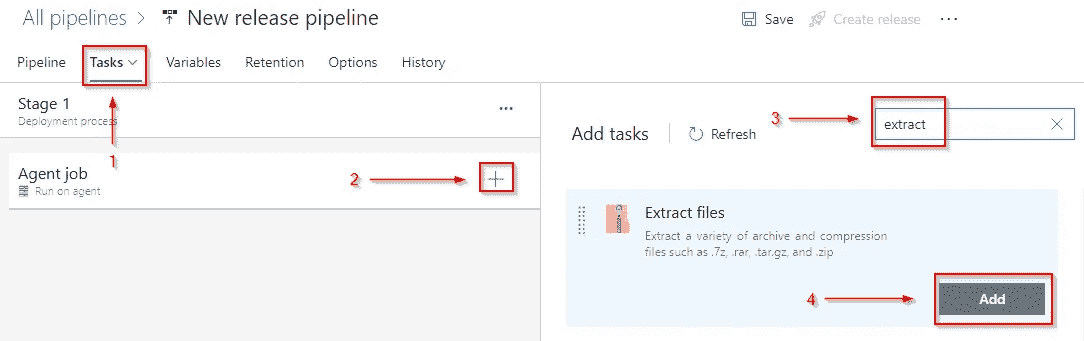 All pipelines > New release pipeline
Save Create release ...
Pipeline Tasks Variables Retention Options History
Stage 1
...
Deployment process
1
Agent job
Run on agent
2
3
extract
Add tasks Refresh
Extract files
Extract a variety of archive and compression
files such as .7z, .rar, .tar.gz, and .zip
4
Add